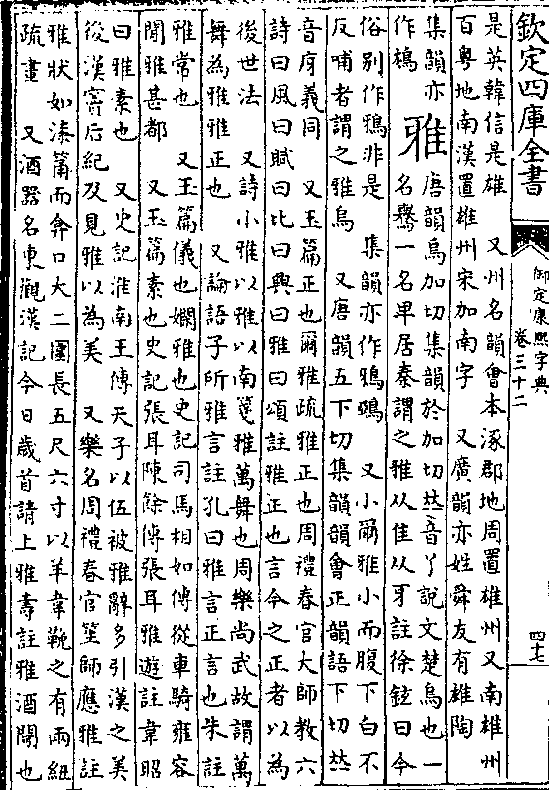 欽定四庫全書
御定康熙字典
卷三十二
四十七
是英韓信是雄　又州名韻會本涿郡地周置雄州又南雄州
百粤地南漢置雄州宋加南字　又廣韻亦姓舜友有雄陶
集韻亦
作鴀
雅
唐韻烏加切集韻於加切𠀤音丫說文楚烏也一
名鸒一名卑居秦謂之雅从隹从牙註徐鉉曰今
俗別作鴉非是　集韻亦作鴉鵶　又小爾雅小而腹下白不
反哺者謂之雅烏　又唐韻五下切集韻韻會正韻語下切𠀤
音庌義同　又玉篇正也爾雅疏雅正也周禮春官大師教六
詩曰風曰賦曰比曰興曰雅曰頌註雅正也言今之正者以為
後世法　又詩小雅以雅以南箋雅萬舞也周樂尚武故謂萬
舞為雅雅正也　又論語子所雅言註孔曰雅言正言也朱註
雅常也　又玉篇儀也嫺雅也史記司馬相如傳從車騎雍容
閒雅甚都　又玉篇素也史記張耳陳餘傳張耳雅遊註韋昭
曰雅素也　又史記淮南王傳天子以伍被雅辭多引漢之美
後漢竇后紀及見雅以為美　又樂名周禮春官笙師應雅註
雅狀如漆筩而弇口大二圍長五尺六寸以羊韋鞔之有兩紐
疏畫　又酒器名東觀漢記今日歲首請上雅壽註雅酒閜也